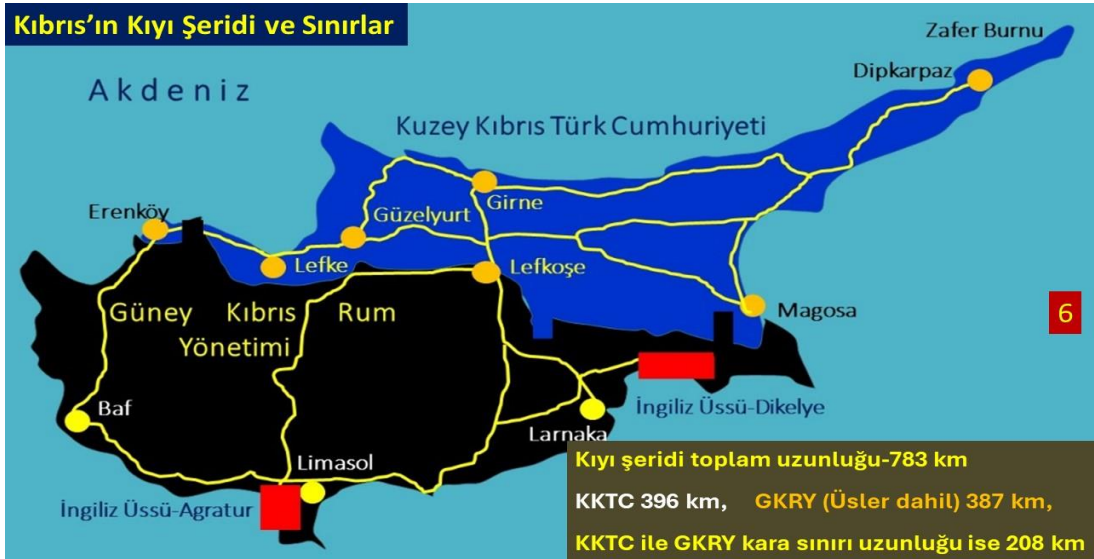 Kıbrıs’ın Kıyı Şeridi ve Sınırlar
Zafer Burnu
Dipkarpaz
Akdeniz
Kuzey Kıbrıs Türk Cumhuriyeti
Girne
Erenköy
Güzelyurt
Lefke
Lefkoşe
Güney Kıbrıs Rum
Yönetimi
Magosa
6
Baf
İngiliz Üssü-Dikelye
Larnaka
Limasol
İngiliz Üssü-Agratur
Kıyı şeridi toplam uzunluğu-783 km
KKTC 396 km, GKRY (Üsler dahil) 387 km,
KKTC ile GKRY kara sınırı uzunluğu ise 208 km